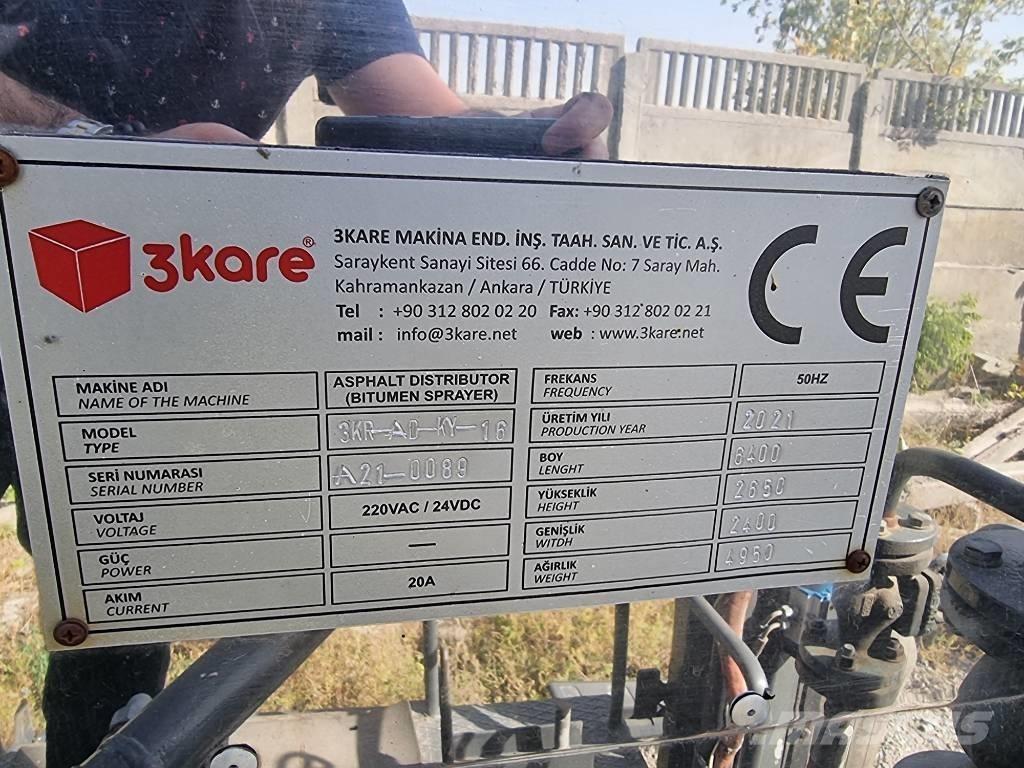 3kare®
3KARE MAKİNA END. İNŞ. TAAH. SAN. VE TİC. A.Ş.
Saraykent Sanayi Sitesi 66. Cadde No: 7 Saray Mah.
Kahramankazan / Ankara / TÜRKİYE
Tel : +90 312 802 02 20 Fax: +90 312 802 02 21
mail : info@3kare.net web : www.3kare.net
CE
MAKİNE ADI
NAME OF THE MACHINE
ASPHALT DISTRIBUTOR
(BITUMEN SPRAYER)
MODEL
TYPE
3KR-AD-KY-16
SERİ NUMARASI
SERIAL NUMBER
A21-0089
VOLTAJ
VOLTAGE
220VAC / 24VDC
GÜÇ
POWER
—
AKIM
CURRENT
20A
FREKANS
FREQUENCY
50HZ
ÜRETİM YILI
PRODUCTION YEAR
2021
BOY
LENGHT
6400
YÜKSEKLİK
HEIGHT
2650
GENİŞLİK
WITDH
2400
AĞIRLIK
WEIGHT
4950